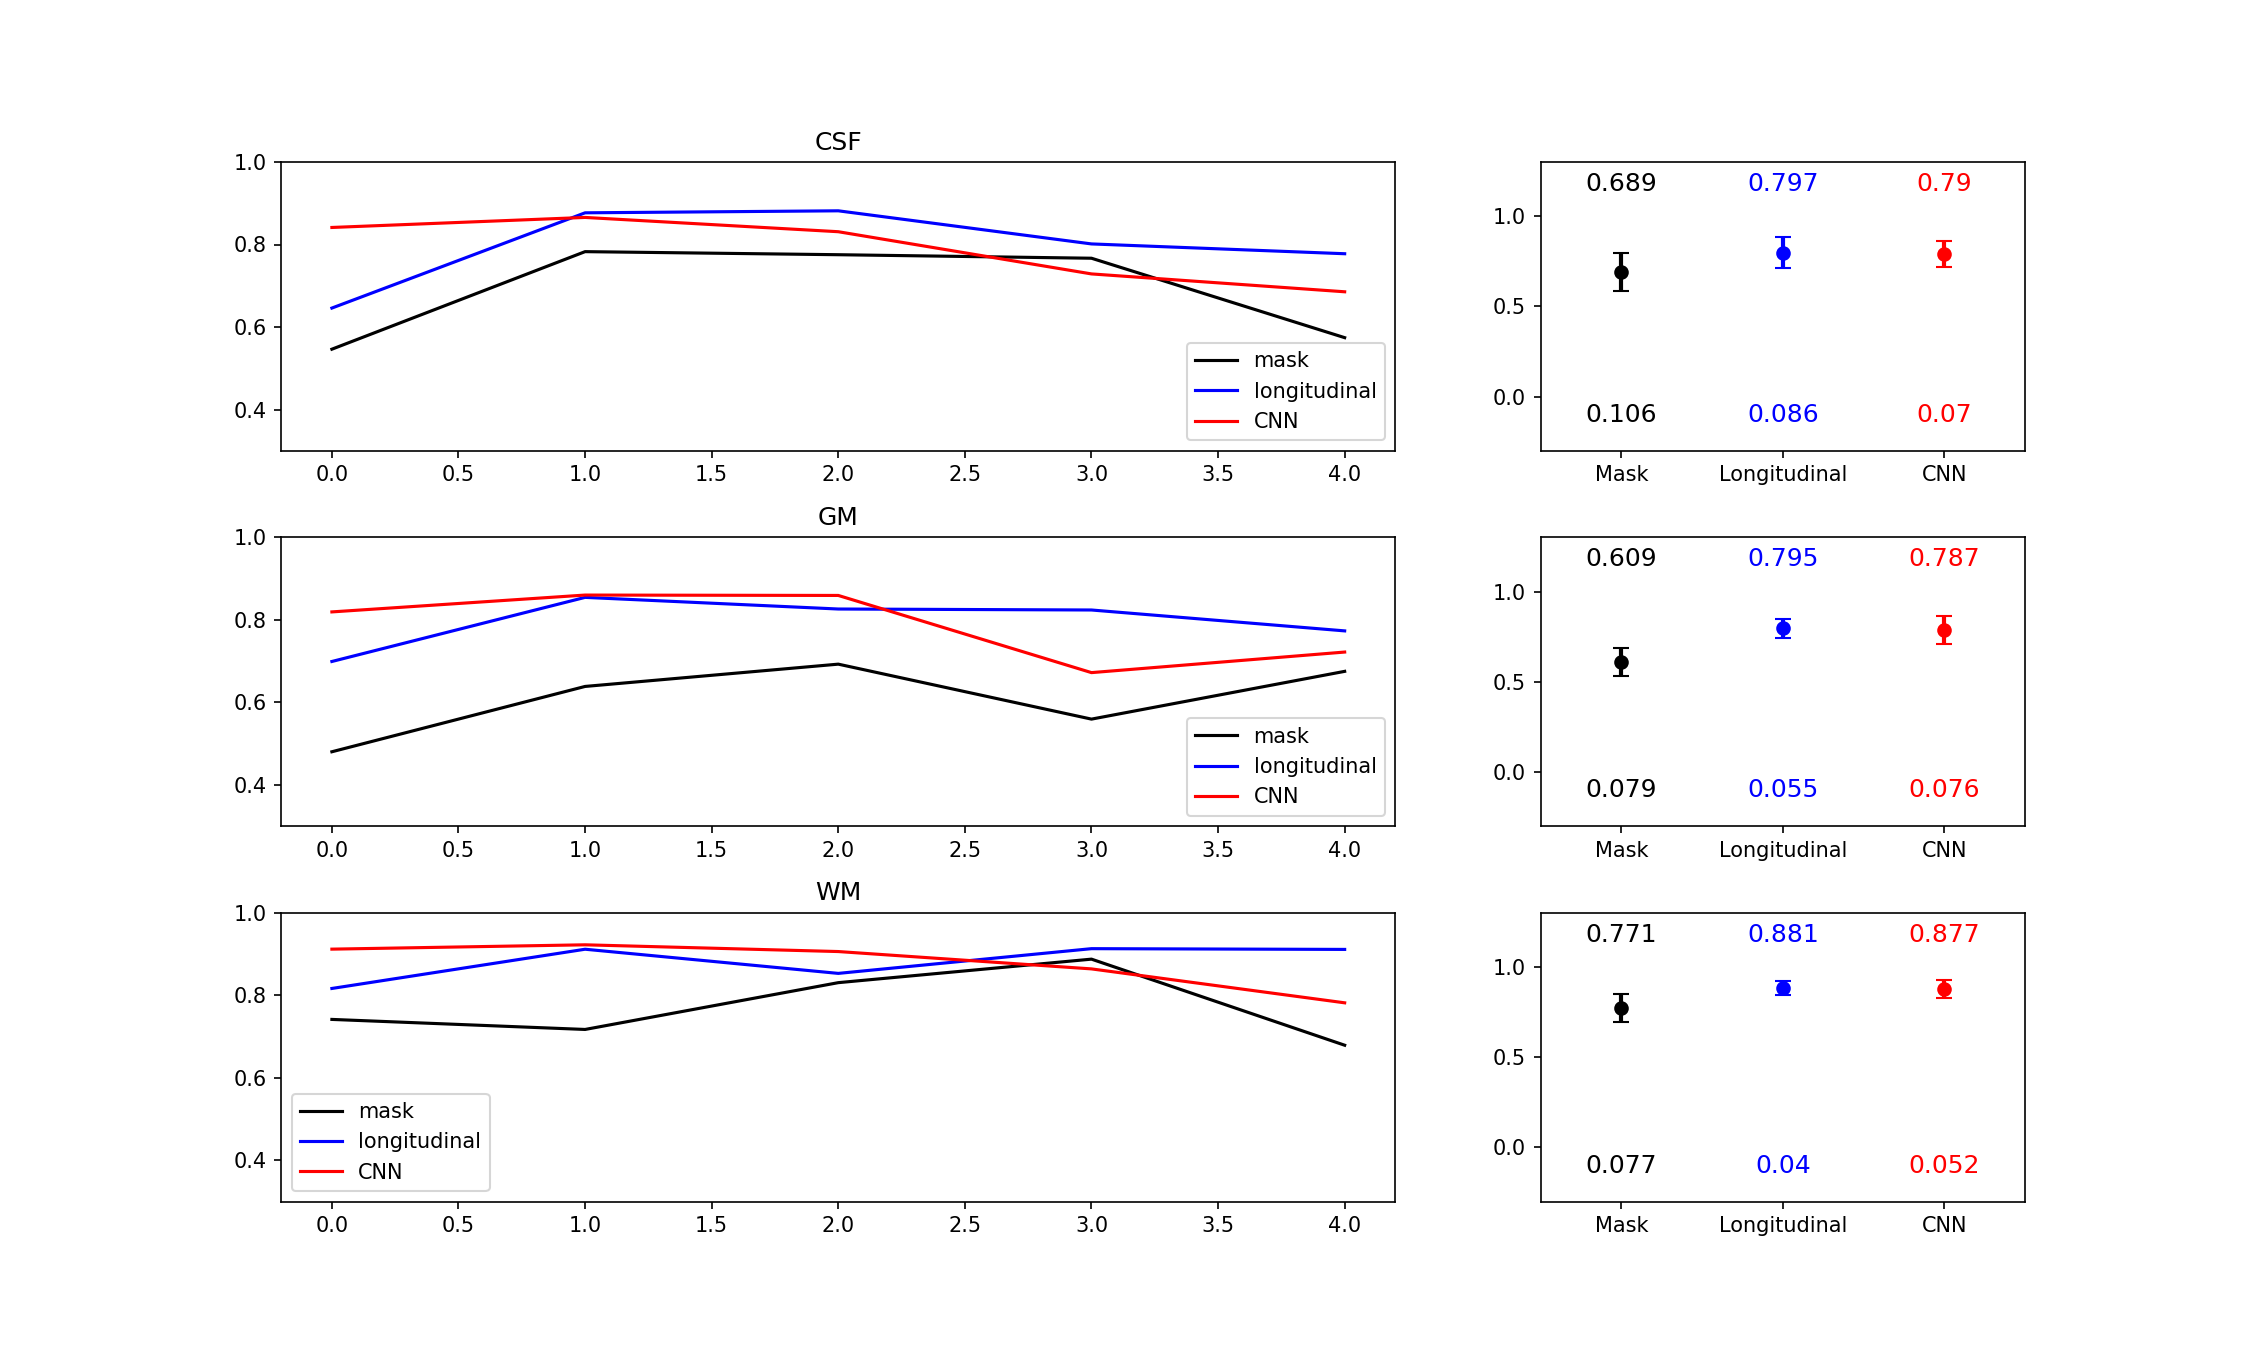 CSF
1.0
0.8
0.6
0.4
mask
longitudinal
CNN
0.0 0.5 1.0 1.5 2.0 2.5 3.0 3.5 4.0
0.689 0.797 0.79
1.0
0.5
0.0
0.106 0.086 0.07
Mask Longitudinal CNN
GM
1.0
0.8
0.6
0.4
mask
longitudinal
CNN
0.0 0.5 1.0 1.5 2.0 2.5 3.0 3.5 4.0
0.609 0.795 0.787
1.0
0.5
0.0
0.079 0.055 0.076
Mask Longitudinal CNN
WM
1.0
0.8
0.6
0.4
mask
longitudinal
CNN
0.0 0.5 1.0 1.5 2.0 2.5 3.0 3.5 4.0
0.771 0.881 0.877
1.0
0.5
0.0
0.077 0.04 0.052
Mask Longitudinal CNN